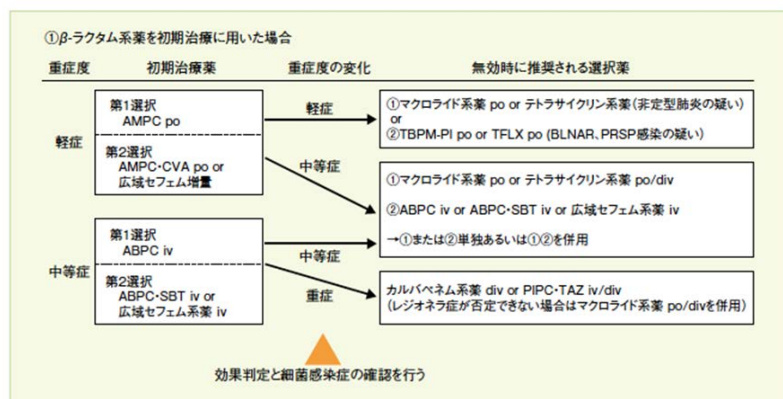 ①β-ラクタム系薬を初期治療に用いた場合
重症度 初期治療薬 重症度の変化 無効時に推奨される選択薬
軽症
第1選択
AMPC po
第2選択
AMPC・CVA po or
広域セフェム増量
軽症
中等症
①マクロライド系薬 po or テトラサイクリン系薬(非定型肺炎の疑い)
or
②TBPM-PI po or TFLX po (BLNAR、PRSP感染の疑い)
①マクロライド系薬 po or テトラサイクリン系薬 po/div
②ABPC iv or ABPC・SBT iv or 広域セフェム系薬 iv
→①または②単独あるいは①②を併用
中等症
第1選択
ABPC iv
第2選択
ABPC・SBT iv or
広域セフェム系薬 iv
中等症
重症
カルバペネム系薬 div or PIPC・TAZ iv/div
(レジオネラ症が否定できない場合はマクロライド系薬 po/divを併用)
効果判定と細菌感染症の確認を行う